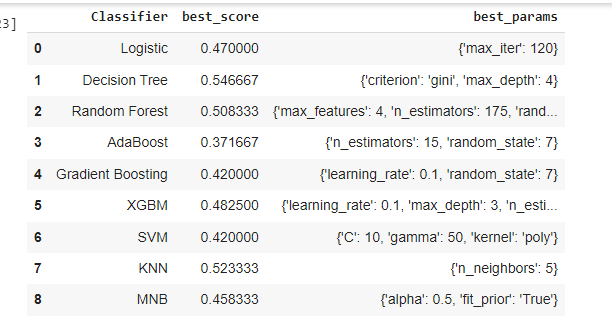 23]
Classifier best_score best_params
0 Logistic 0.470000 {'max_iter': 120}
1 Decision Tree 0.546667 {'criterion': 'gini', 'max_depth': 4}
2 Random Forest 0.508333 {'max_features': 4, 'n_estimators': 175, 'rand...
3 AdaBoost 0.371667 {'n_estimators': 15, 'random_state': 7}
4 Gradient Boosting 0.420000 {'learning_rate': 0.1, 'random_state': 7}
5 XGBM 0.482500 {'learning_rate': 0.1, 'max_depth': 3, 'n_esti...
6 SVM 0.420000 {'C': 10, 'gamma': 50, 'kernel': 'poly'}
7 KNN 0.523333 {'n_neighbors': 5}
8 MNB 0.458333 {'alpha': 0.5, 'fit_prior': 'True'}